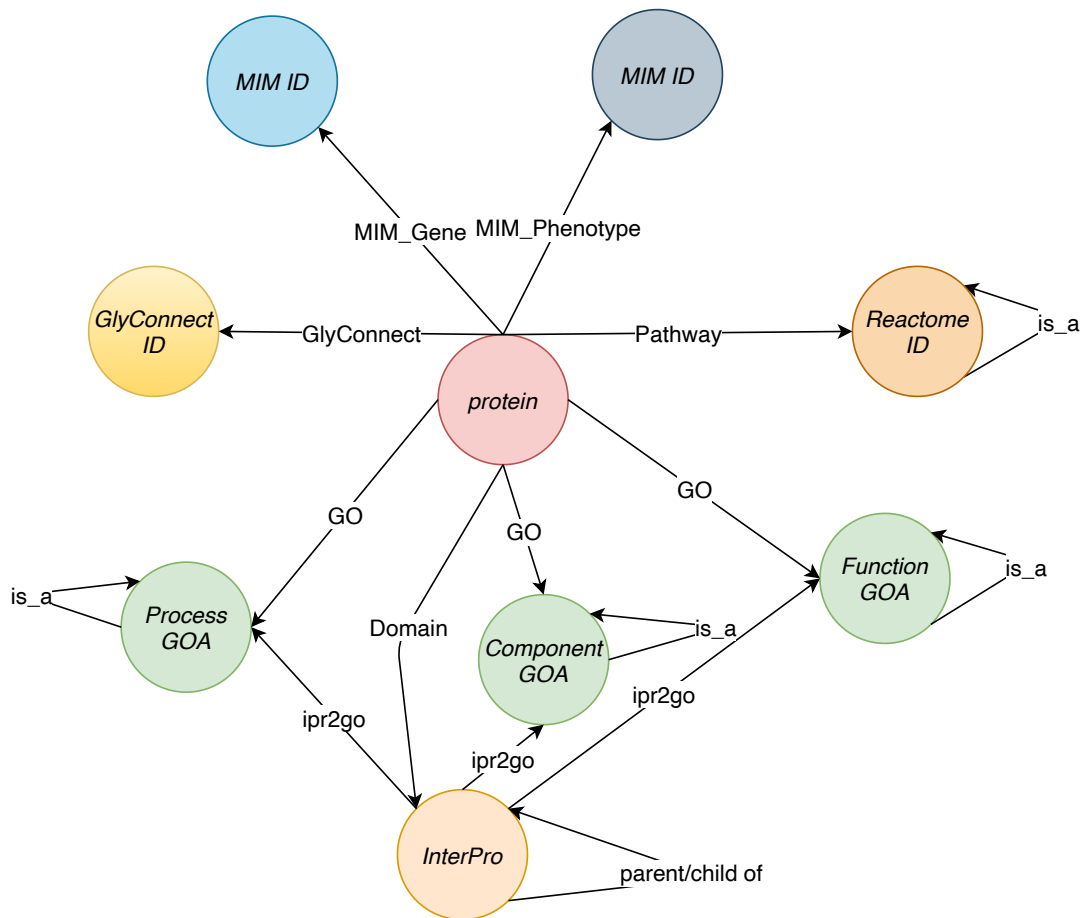 MIM ID
MIM ID
MIM_Gene
MIM_Phenotype
GlyConnect
ID
GlyConnect
Pathway
Reactome
ID
is_a
protein
GO
GO
GO
Function
GOA
is_a
Process
GOA
is_a
Domain
Component
GOA
is_a
ipr2go
ipr2go
ipr2go
InterPro
parent/child of